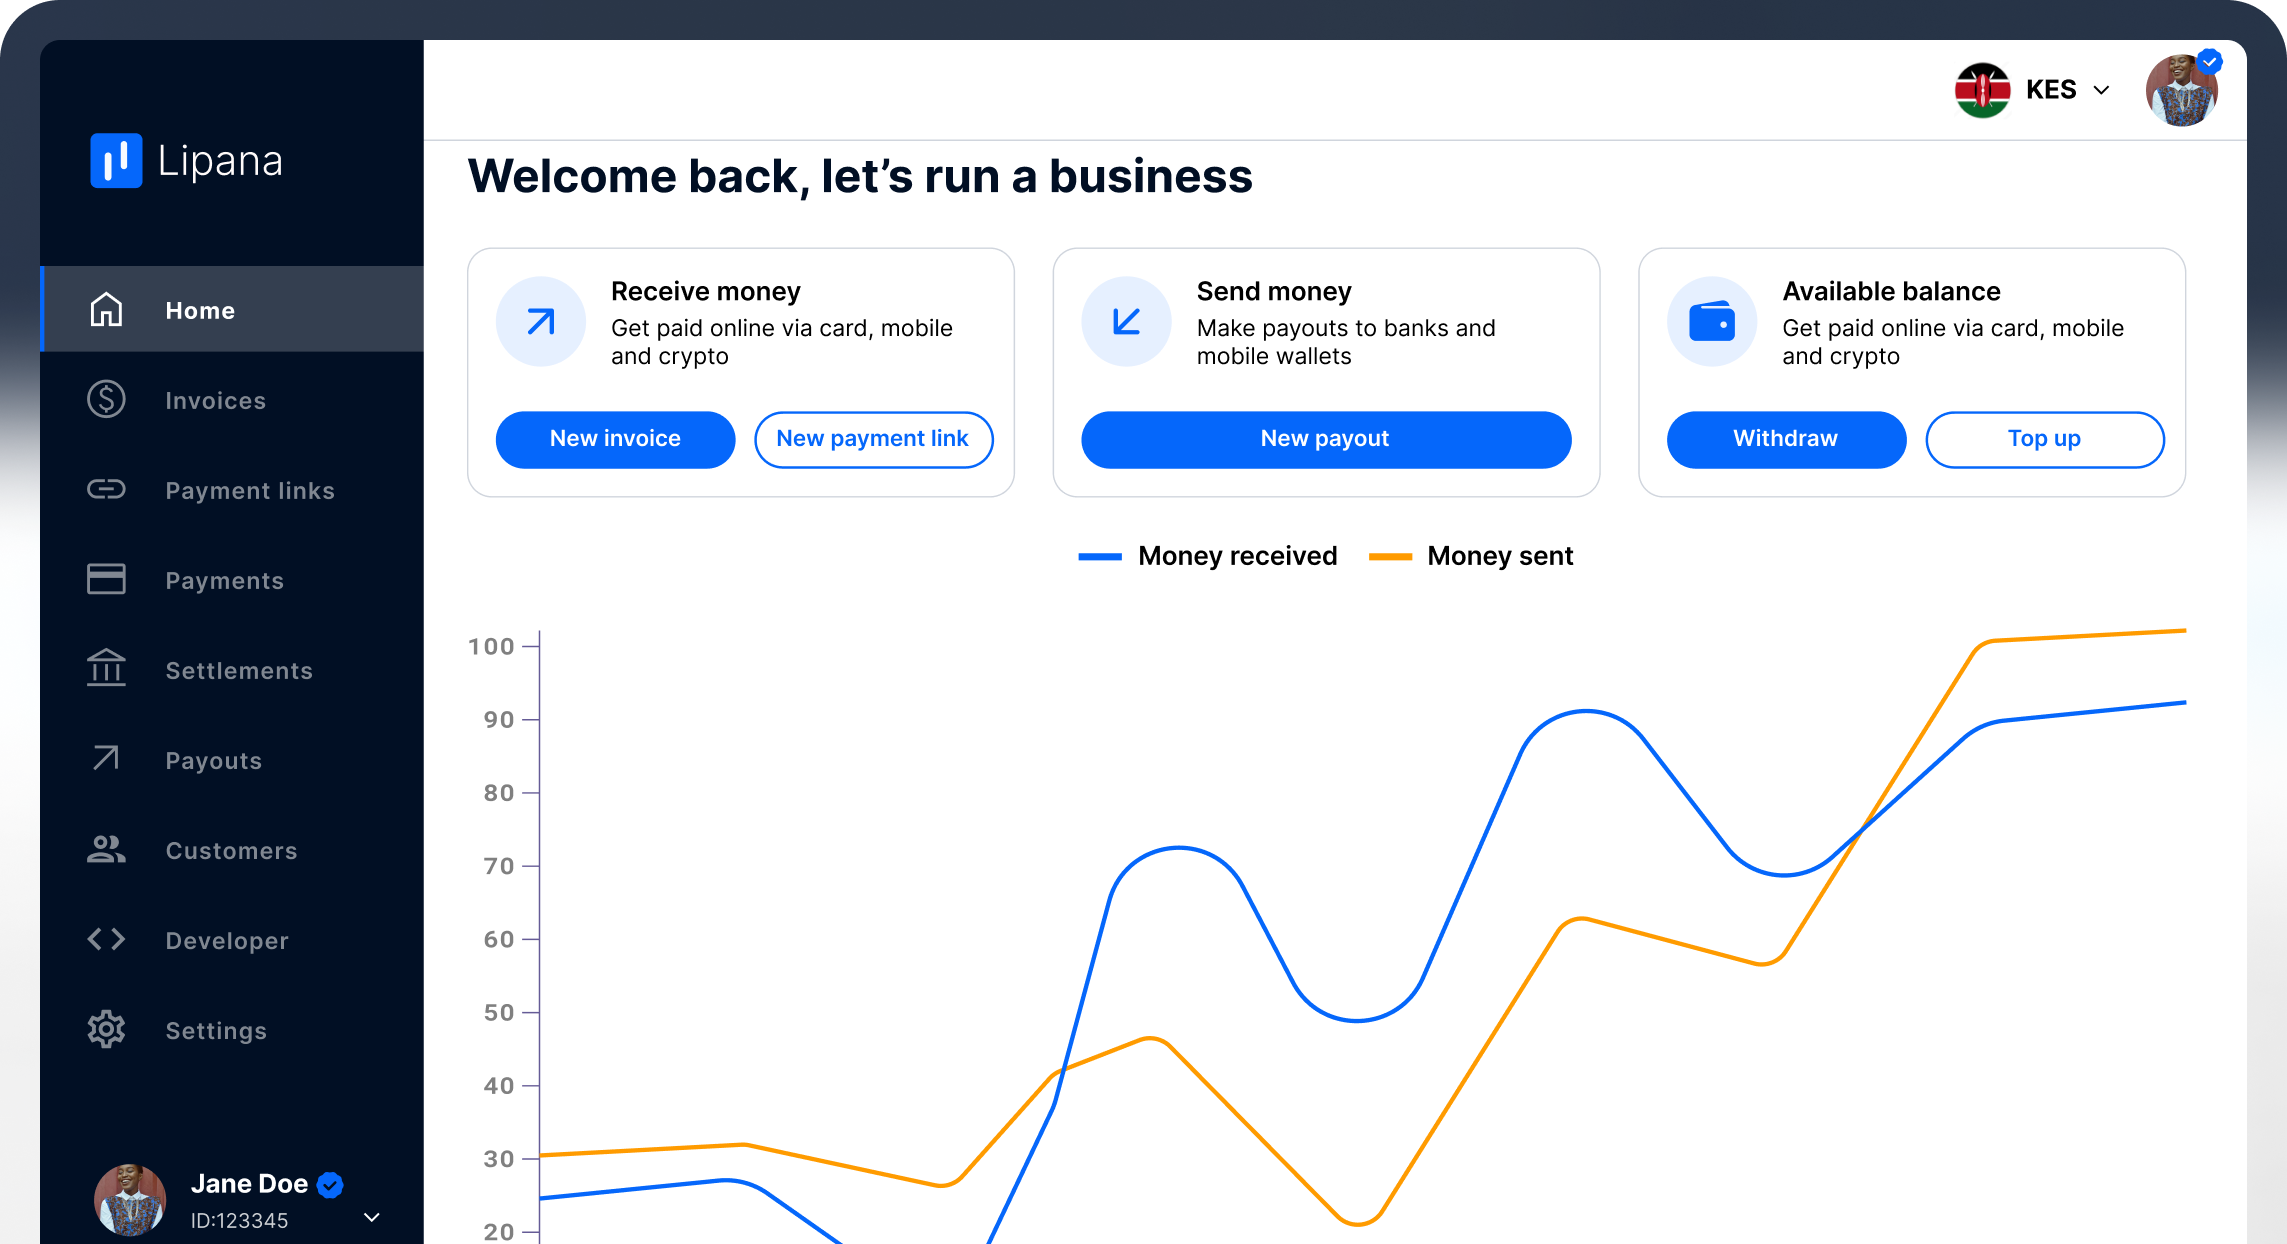 Lipana
Home
Invoices
Payment links
Payments
Settlements
Payouts
Customers
Developer
Settings
Jane Doe
ID:123345
KES
Welcome back, let’s run a business
Receive money
Get paid online via card, mobile
and crypto
New invoice
New payment link
Send money
Make payouts to banks and
mobile wallets
New payout
Available balance
Get paid online via card, mobile
and crypto
Withdraw
Top up
Money received
Money sent
100
90
80
70
60
50
40
30
20